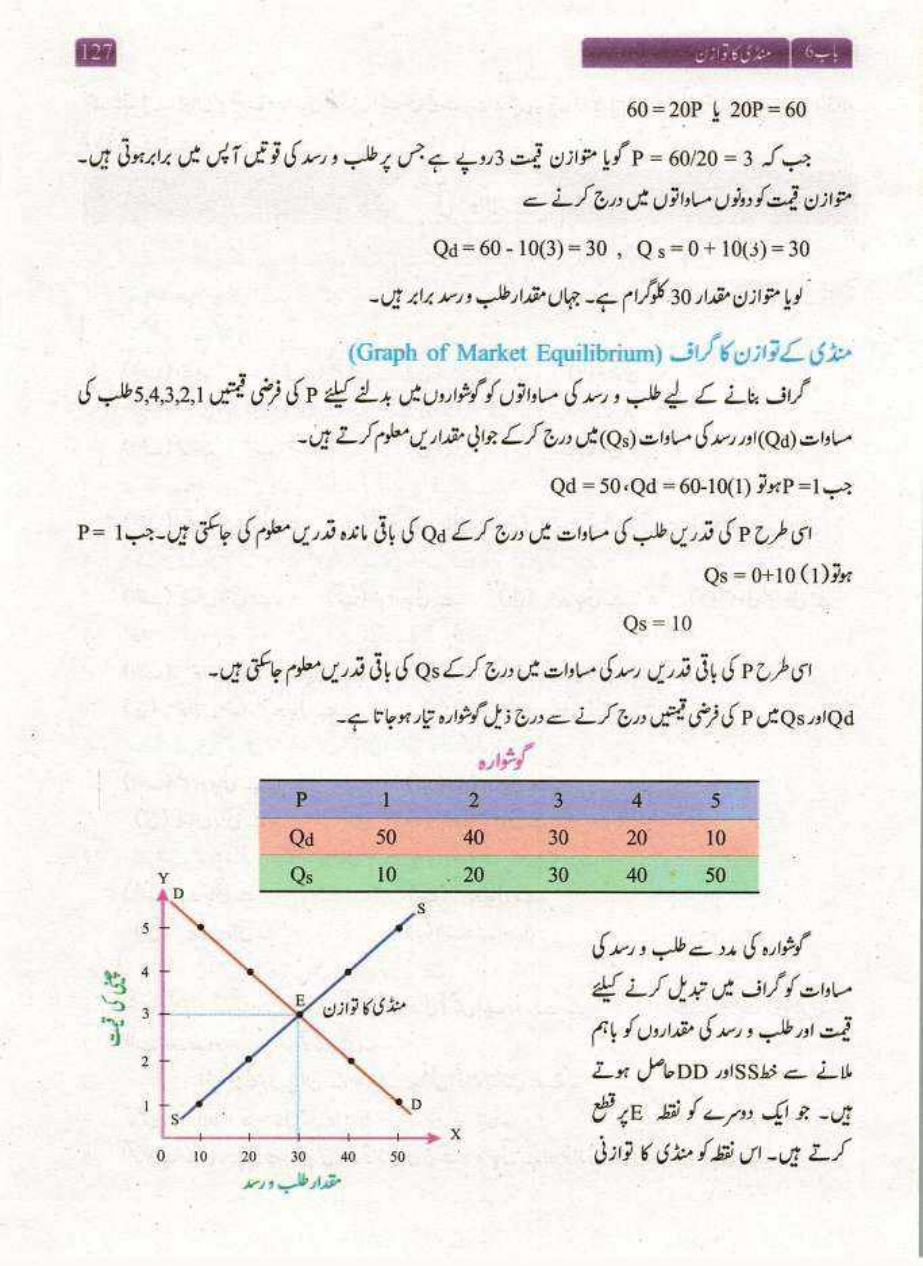 باب 6 منڈی کا توازن 127
60 = 20P یا 20P = 60
جب کہ P = 60/20 = 3 گویا متوازن قیمت 3 روپے ہے جس پر طلب و رسد کی قوتیں آپس میں برابر ہوتی ہیں۔
متوازن قیمت کو دونوں مساواتوں میں درج کرنے سے
Qd = 60 - 10(3) = 30 , Q s = 0 + 10(3) = 30
لویا متوازن مقدار 30 کلوگرام ہے۔ جہاں مقدار طلب و رسد برابر ہیں۔
منڈی کے توازن کا گراف (Graph of Market Equilibrium)
گراف بنانے کے لیے طلب و رسد کی مساواتوں کو گوشواروں میں بدلنے کیلئے P کی فرضی قیمتیں 5,4,3,2,1 طلب کی
مساوات (Qd) اور رسد کی مساوات (Qs) میں درج کرکے جوابی مقداریں معلوم کرتے ہیں۔
جب P =1 ہوتو Qd = 50، Qd = 60-10(1)
اسی طرح P کی قدریں طلب کی مساوات میں درج کرکے Qd کی باقی ماندہ قدریں معلوم کی جاسکتی ہیں۔ جب P = 1
ہوتو Qs = 0+10 (1)
Qs = 10
اسی طرح P کی باقی قدریں رسد کی مساوات میں درج کرکے Qs کی باقی قدریں معلوم جاسکتی ہیں۔
Qd اور Qs میں P کی فرضی قیمتیں درج کرنے سے درج ذیل گوشوارہ تیار ہوجاتا ہے۔
گوشوارہ
P 1 2 3 4 5
Qd 50 40 30 20 10
Qs 10 20 30 40 50
گوشوارہ کی مدد سے طلب و رسد کی
مساوات کو گراف میں تبدیل کرنے کیلئے
قیمت اور طلب و رسد کی مقداروں کو باہم
ملانے سے خط SS اور DD حاصل ہوتے
ہیں۔ جو ایک دوسرے کو نقطہ E پر قطع
کرتے ہیں۔ اس نقطہ کو منڈی کا توازنی
Y
D
S
5
4
3
2
1
E
منڈی کا توازن
چینی کی قیمت
S
D
X
0 10 20 30 40 50
مقدار طلب و رسد